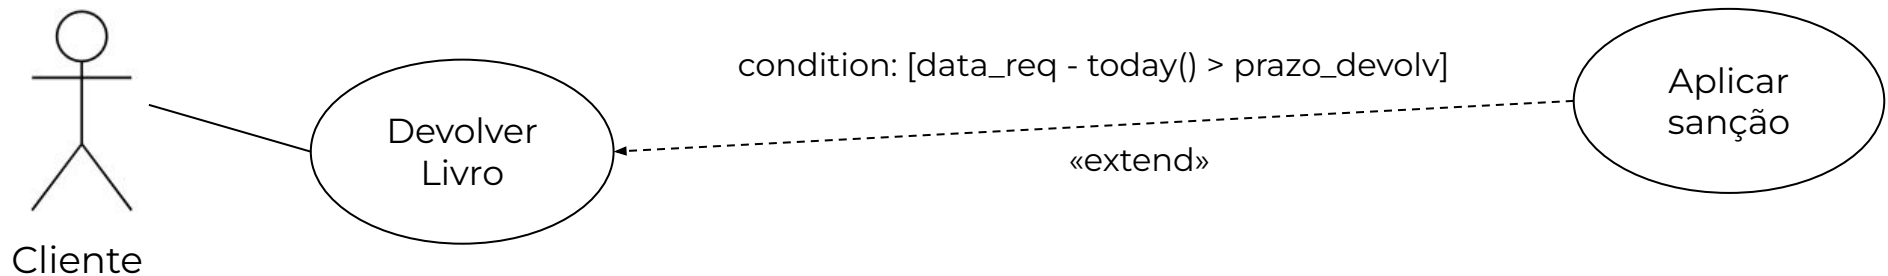 condition: [data_req - today() > prazo_devolv]
Aplicar
sanção
Devolver
Livro
«extend»
Cliente